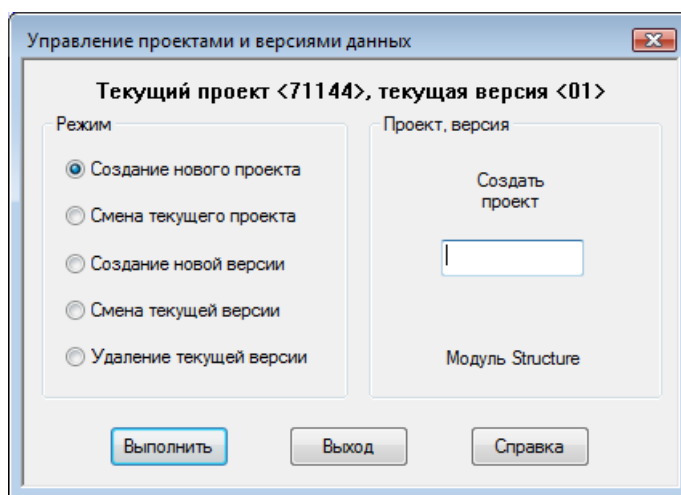 Управление проектами и версиями данных
Текущий проект <71144>, текущая версия <01>
Режим
Создание нового проекта
Смена текущего проекта
Создание новой версии
Смена текущей версии
Удаление текущей версии
Проект, версия
Создать
проект
Модуль Structure
Выполнить
Выход
Справка